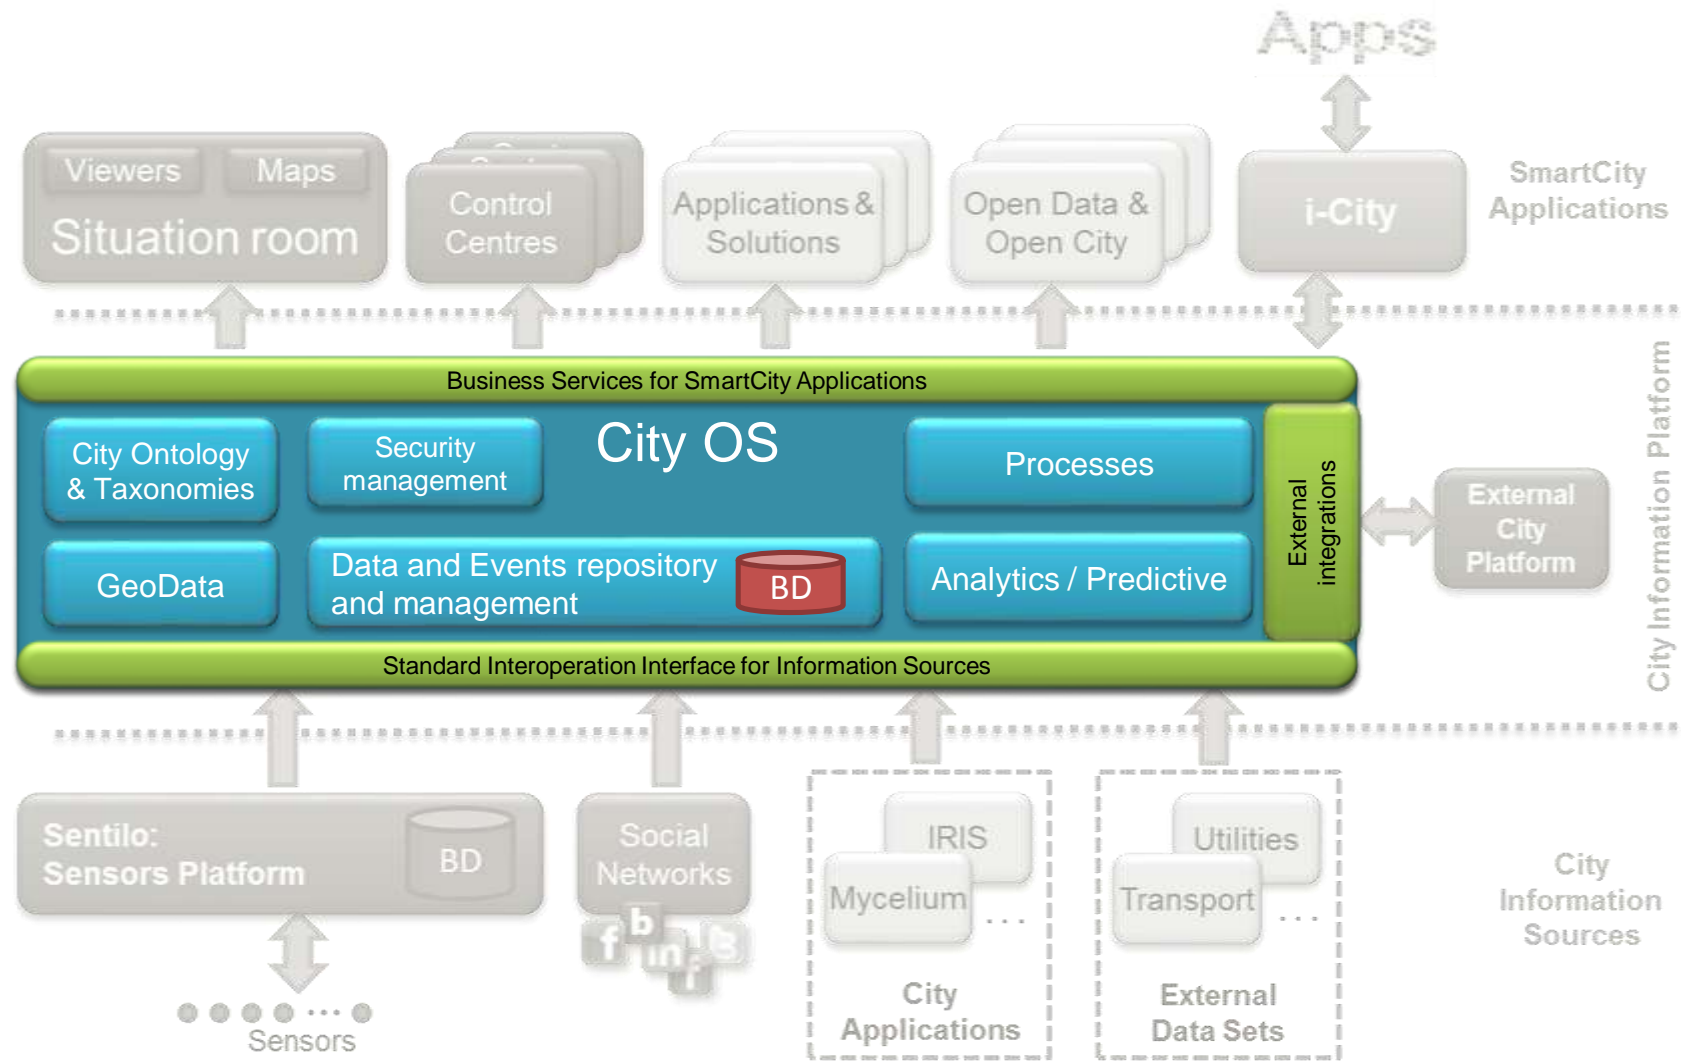 Apps
Viewers
Maps
Situation room
Control
Centres
Applications &
Solutions
Open Data &
Open City
i-City
SmartCity
Applications
Business Services for SmartCity Applications
City OS
City Ontology
& Taxonomies
Security
management
Processes
GeoData
Data and Events repository
and management
BD
Analytics / Predictive
External
integrations
External
City
Platform
City Information Platform
Standard Interoperation Interface for Information Sources
Sentilo:
Sensors Platform
BD
Social
Networks
f
b
in
f
IRIS
Mycelium
...
City
Applications
Utilities
Transport
...
External
Data Sets
City
Information
Sources
...
Sensors